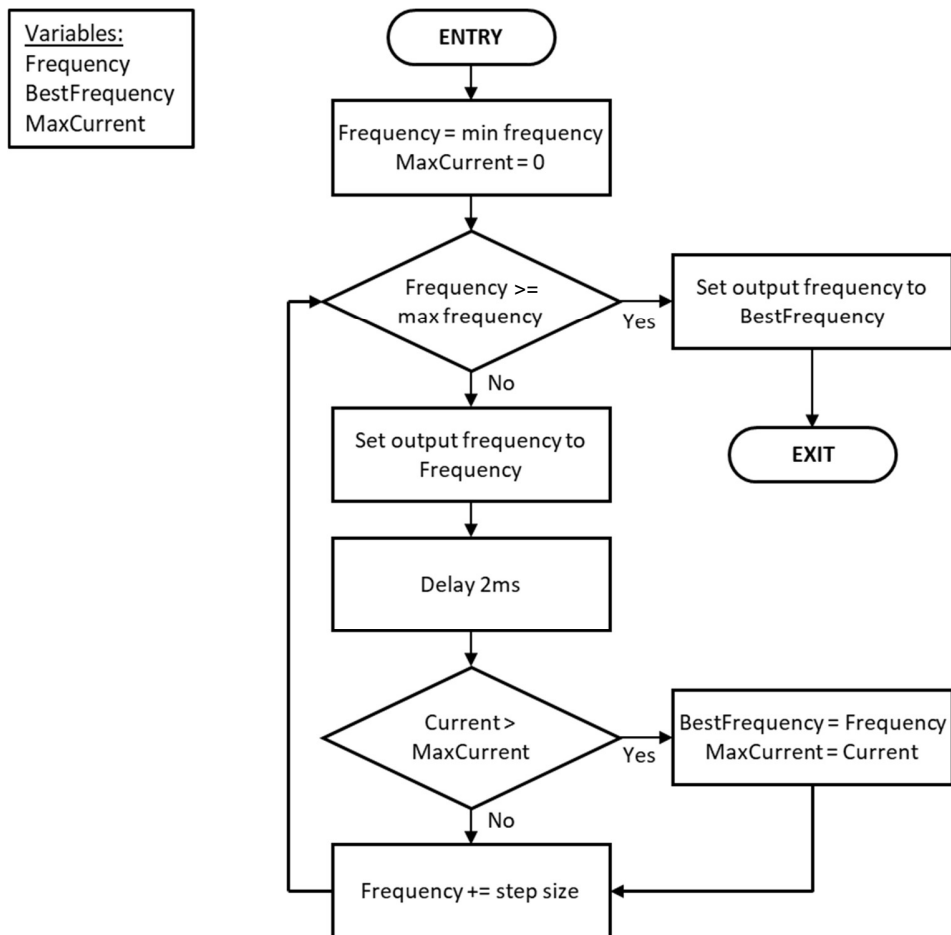 Variables:
Frequency
BestFrequency
MaxCurrent
ENTRY
Frequency = min frequency
MaxCurrent = 0
Frequency >=
max frequency
Yes
Set output frequency to
BestFrequency
No
EXIT
Set output frequency to
Frequency
Delay 2ms
Current >
MaxCurrent
Yes
BestFrequency = Frequency
MaxCurrent = Current
No
Frequency += step size